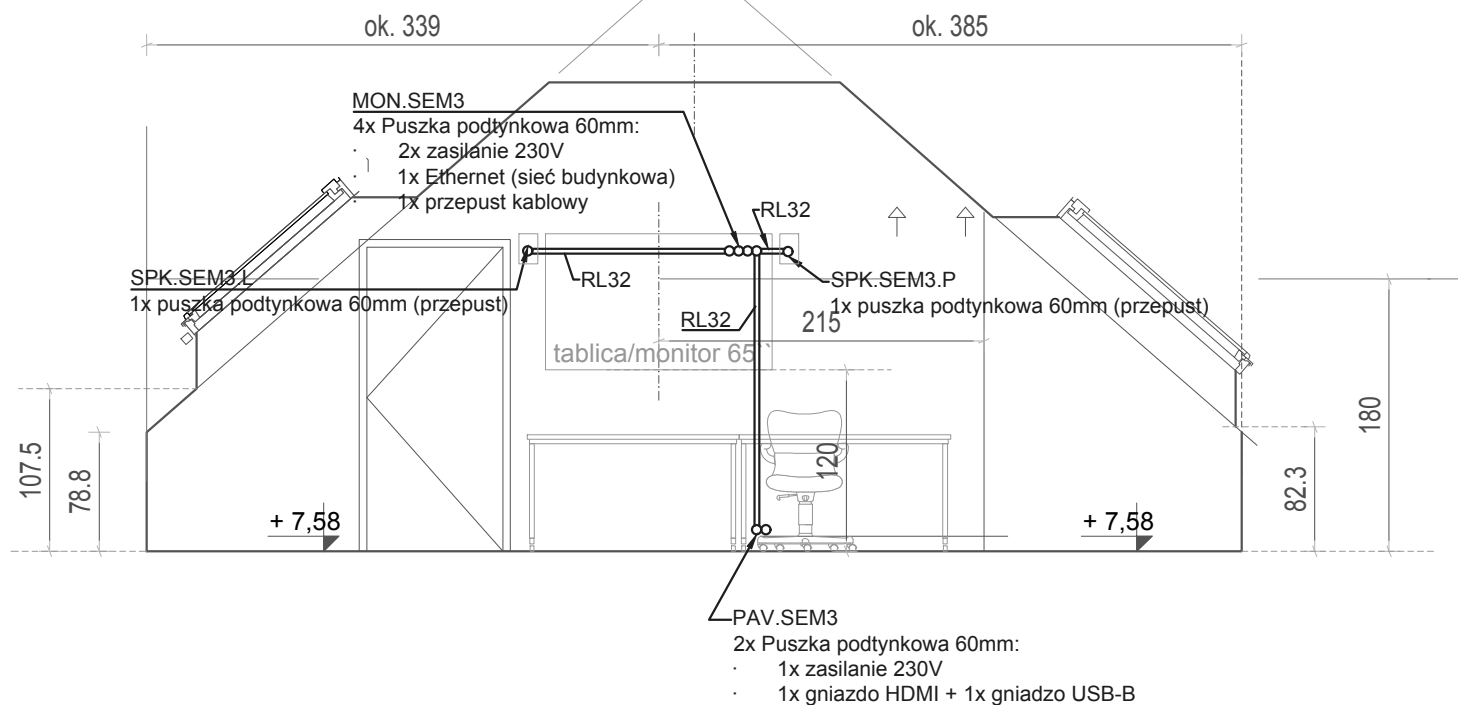 ok. 339
ok. 385
MON.SEM3
4x Puszka podtynkowa 60mm:
· 2x zasilanie 230V
· 1x Ethernet (sieć budynkowa)
· 1x przepust kablowy
RL32
SPK.SEM3.L
1x puszka podtynkowa 60mm (przepust)
RL32
SPK.SEM3.P
1x puszka podtynkowa 60mm (przepust)
RL32
215
tablica/monitor 65``
180
107.5
78.8
120
82.3
+ 7,58
+ 7,58
PAV.SEM3
2x Puszka podtynkowa 60mm:
· 1x zasilanie 230V
· 1x gniazdo HDMI + 1x gniadzo USB-B